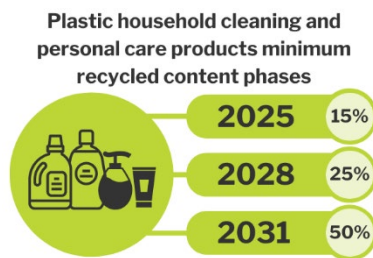 Plastic household cleaning and
personal care products minimum
recycled content phases
2025 15%
2028 25%
2031 50%